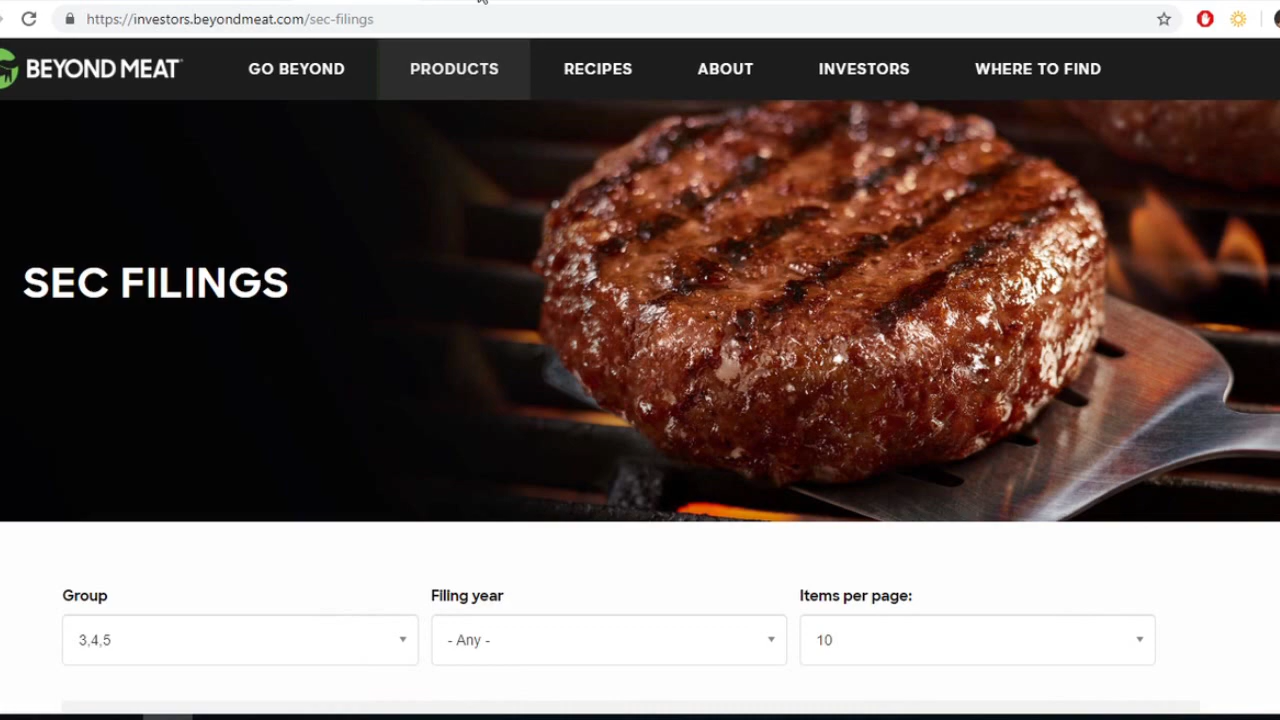 https://investors.beyondmeat.com/sec-filings
BEYOND MEAT GO BEYOND PRODUCTS RECIPES ABOUT INVESTORS WHERE TO FIND
SEC FILINGS
Group Filing year Items per page:
3,4,5 - Any - 10